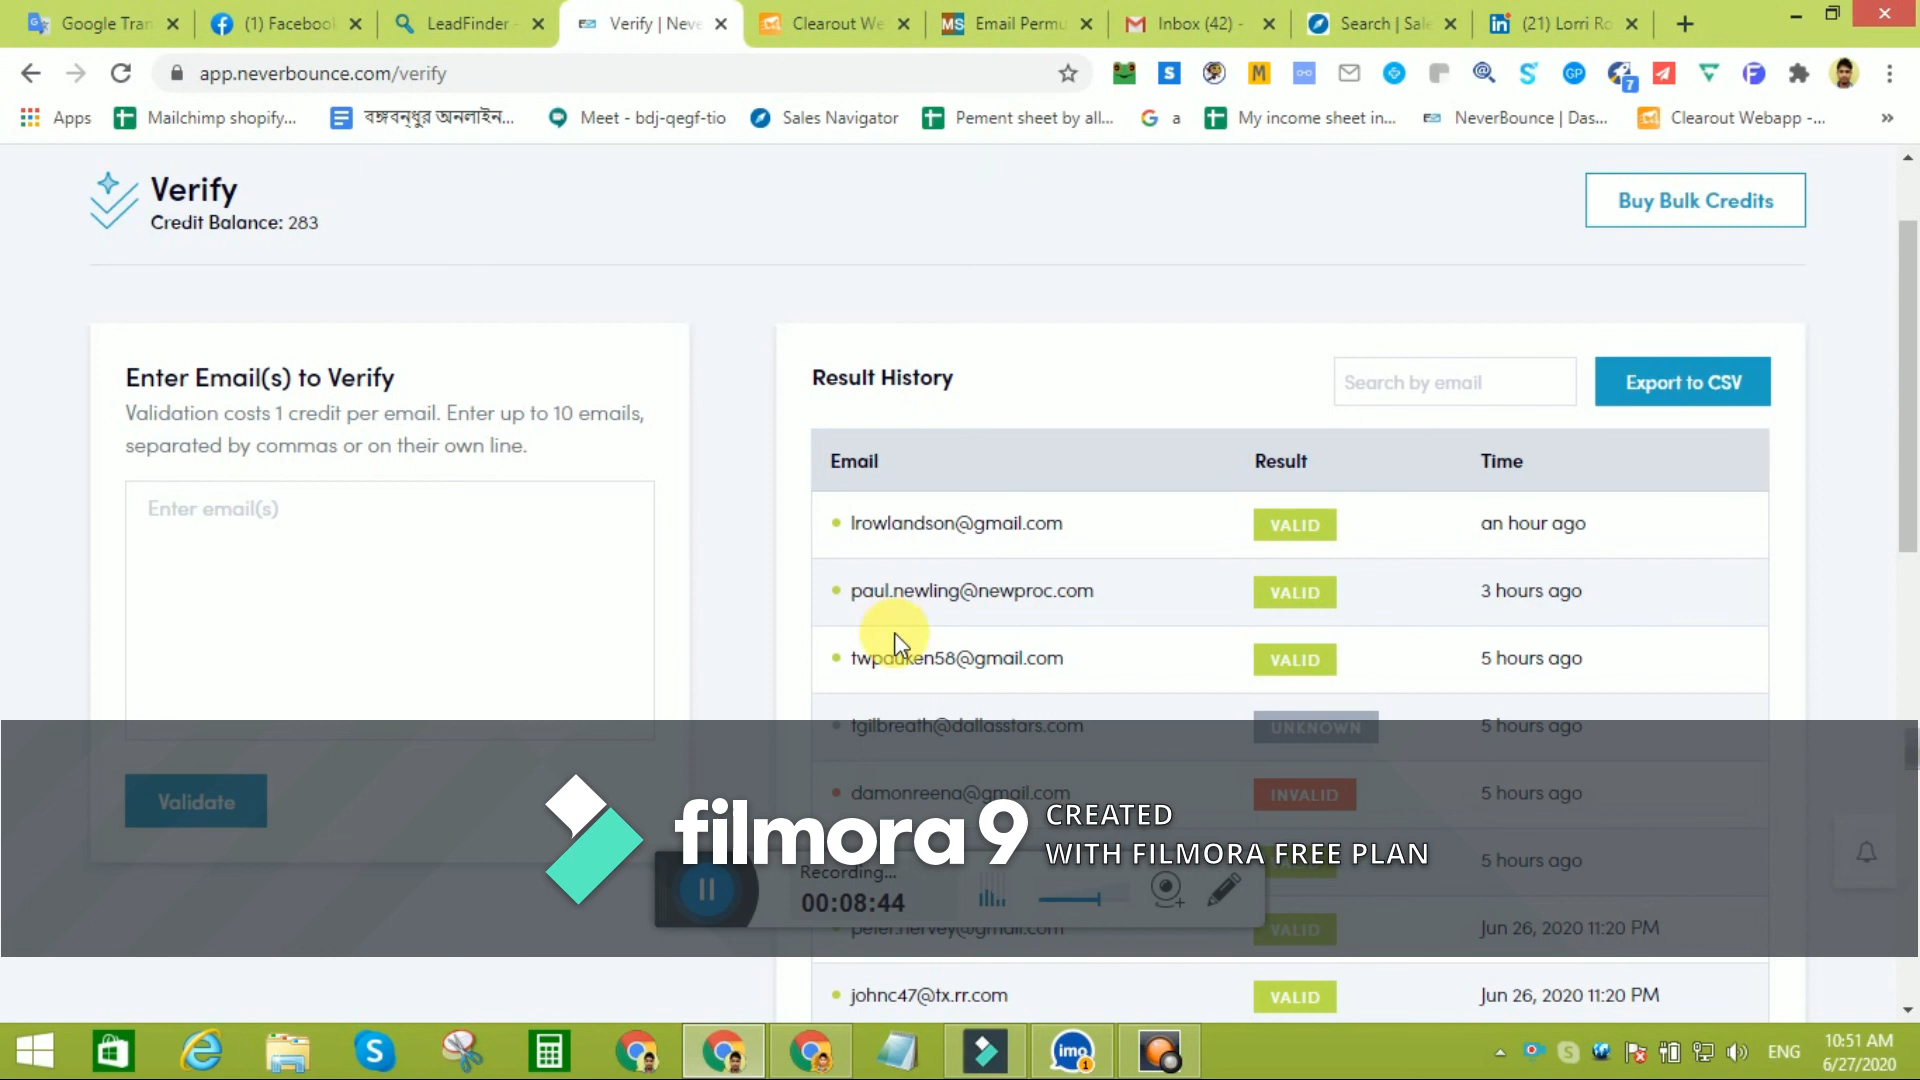 Google Tran
(1) Facebook
LeadFinder -
Verify | Neve
Clearout We
Email Permu
Inbox (42) -
Search | Sale
(21) Lorri Ro
app.neverbounce.com/verify
7
Apps
Mailchimp shopify...
বঙ্গবন্ধুর অনলাইন...
Meet - bdj-qegf-tio
Sales Navigator
Pement sheet by all...
a
My income sheet in...
NeverBounce | Das...
Clearout Webapp -...
Verify
Credit Balance: 283
Buy Bulk Credits
Enter Email(s) to Verify
Validation costs 1 credit per email. Enter up to 10 emails,
separated by commas or on their own line.
Enter email(s)
Validate
Result History
Search by email
Export to CSV
Email Result Time
lrowlandson@gmail.com VALID an hour ago
paul.newling@newproc.com VALID 3 hours ago
twpauken58@gmail.com VALID 5 hours ago
tgilbreath@dallasstars.com UNKNOWN 5 hours ago
damonreena@gmail.com INVALID 5 hours ago
5 hours ago
peter.hervey@gmail.com VALID Jun 26, 2020 11:20 PM
johnc47@tx.rr.com VALID Jun 26, 2020 11:20 PM
filmora9
CREATED
WITH FILMORA FREE PLAN
Recording...
00:08:44
ENG
10:51 AM
6/27/2020